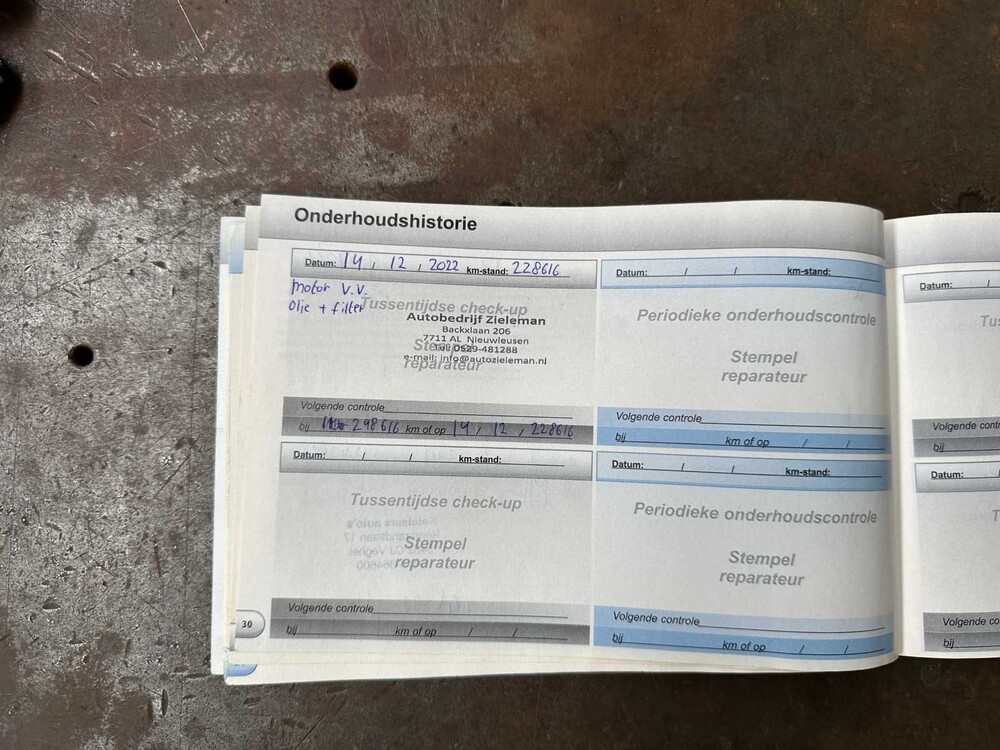 Onderhoudshistorie
Datum: 14 / 12 / 2022 km-stand: 228616
motor V.V.
olie + filter
Tussentijdse check-up
Autobedrijf Zieleman
Backxlaan 206
7711 AL Nieuwleusen
Tel: 0529-481288
e-mail: info@autozieleman.nl
Stempel
reparateur
Volgende controle
bij 248616 km of op 14 / 12 / 228616
Datum: / / km-stand:
Periodieke onderhoudscontrole
Stempel
reparateur
Volgende controle
bij km of op / /
Datum: / / km-stand:
Tussentijdse check-up
Stempel
reparateur
Volgende controle
bij km of op / /
Datum: / / km-stand:
Periodieke onderhoudscontrole
Stempel
reparateur
Volgende controle
bij km of op / /
30
Datum: /
Tus
Volgende contr
bij
Datum: /
T
Volgende co
bij